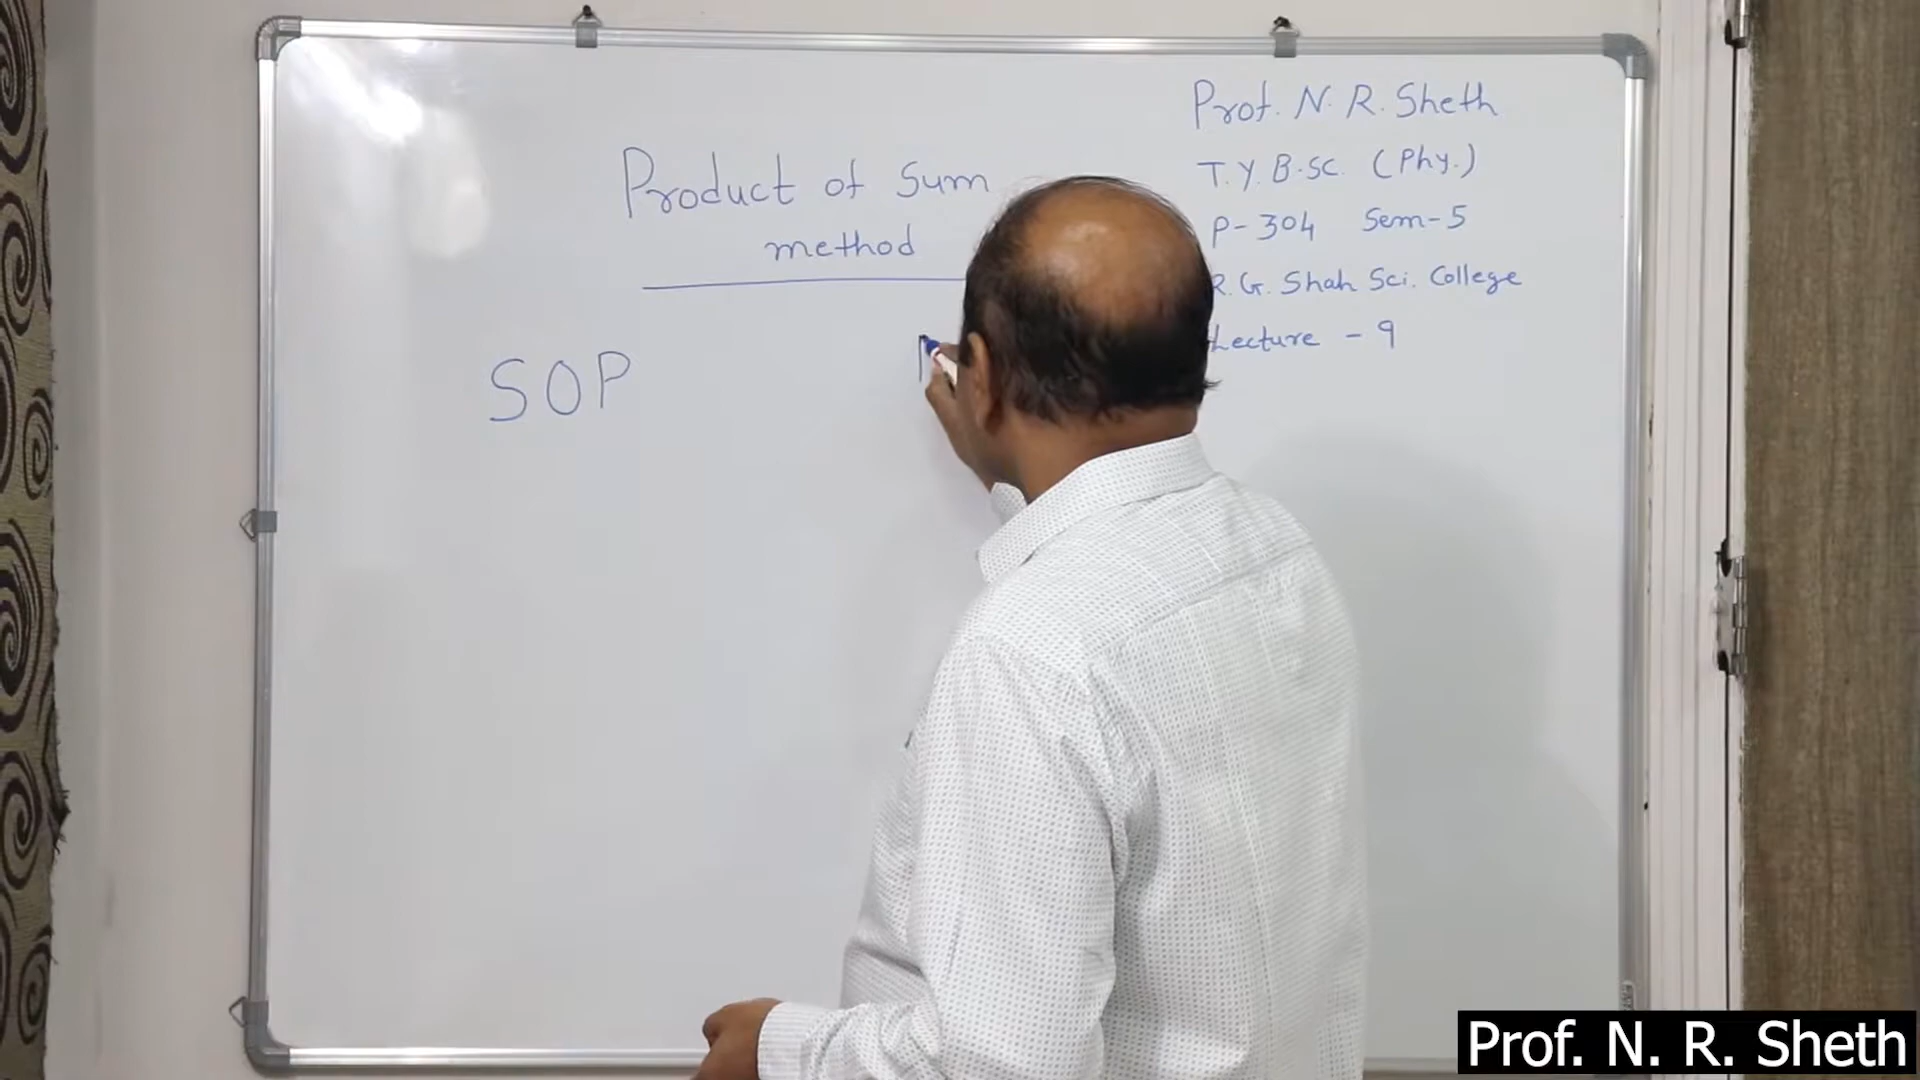 Product of Sum
method
SOP
Prof. N. R. Sheth
T. Y. B.Sc. (Phy.)
P-304 Sem-5
R. G. Shah Sci. College
Lecture - 9
Prof. N. R. Sheth